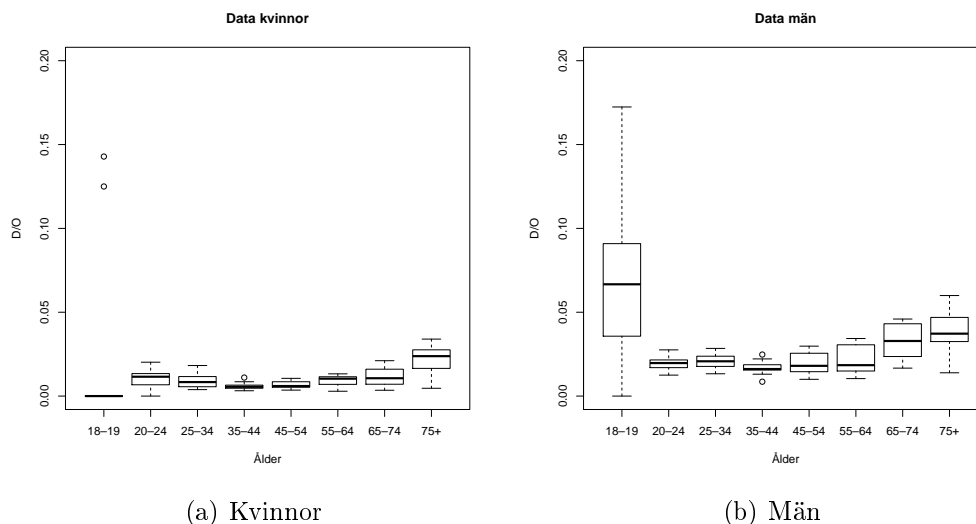 Data kvinnor
D/O
0.20
0.15
0.10
0.05
0.00
18–19 20–24 25–34 35–44 45–54 55–64 65–74 75+
Ålder
(a) Kvinnor
Data män
D/O
0.20
0.15
0.10
0.05
0.00
18–19 20–24 25–34 35–44 45–54 55–64 65–74 75+
Ålder
(b) Män